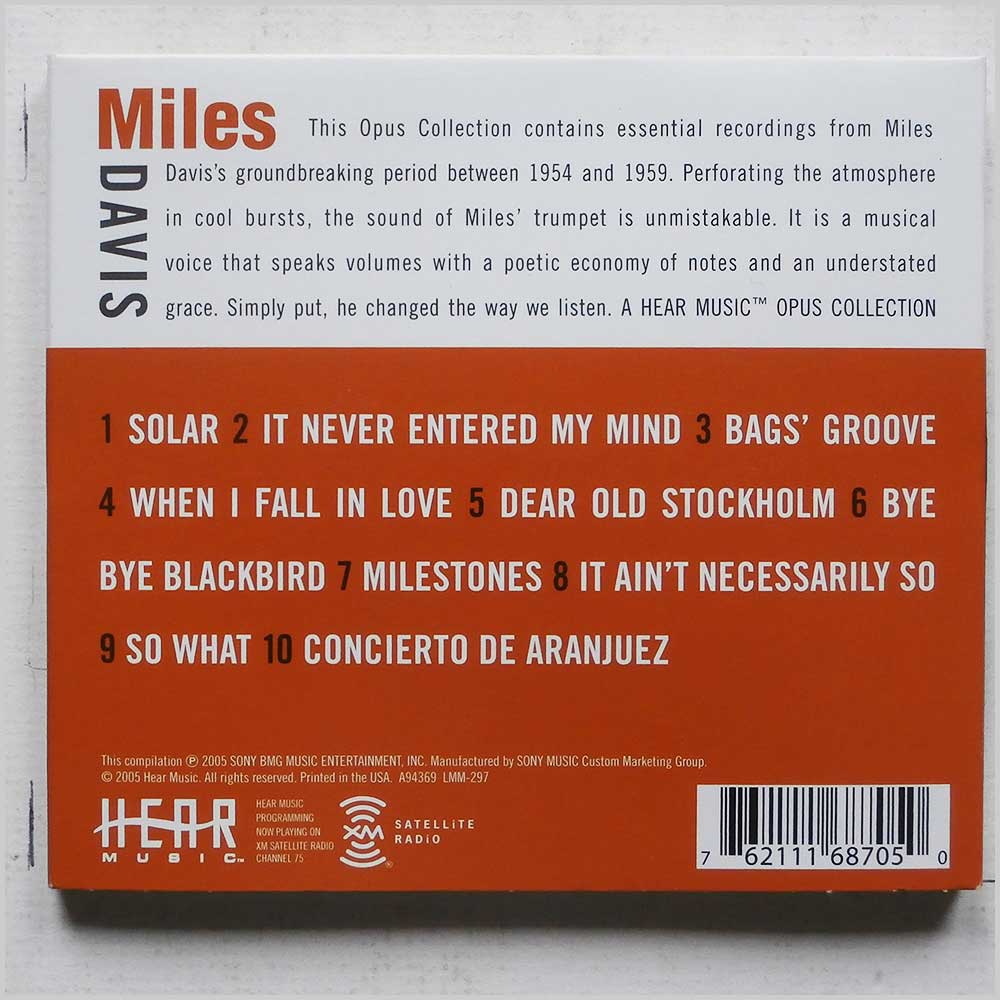 Miles
DAVIS
This Opus Collection contains essential recordings from Miles
Davis's groundbreaking period between 1954 and 1959. Perforating the atmosphere
in cool bursts, the sound of Miles' trumpet is unmistakable. It is a musical
voice that speaks volumes with a poetic economy of notes and an understated
grace. Simply put, he changed the way we listen. A HEAR MUSIC™ OPUS COLLECTION
1 SOLAR 2 IT NEVER ENTERED MY MIND 3 BAGS' GROOVE
4 WHEN I FALL IN LOVE 5 DEAR OLD STOCKHOLM 6 BYE
BYE BLACKBIRD 7 MILESTONES 8 IT AIN'T NECESSARILY SO
9 SO WHAT 10 CONCIERTO DE ARANJUEZ
This compilation ℗ 2005 SONY BMG MUSIC ENTERTAINMENT, INC. Manufactured by SONY MUSIC Custom Marketing Group.
© 2005 Hear Music. All rights reserved. Printed in the USA. A94369 LMM-297
HEAR
MUSIC™
HEAR MUSIC
PROGRAMMING
NOW PLAYING ON
XM SATELLITE RADIO
CHANNEL 75
XM®
SATELLiTE
RADiO
7 62111 68705 0